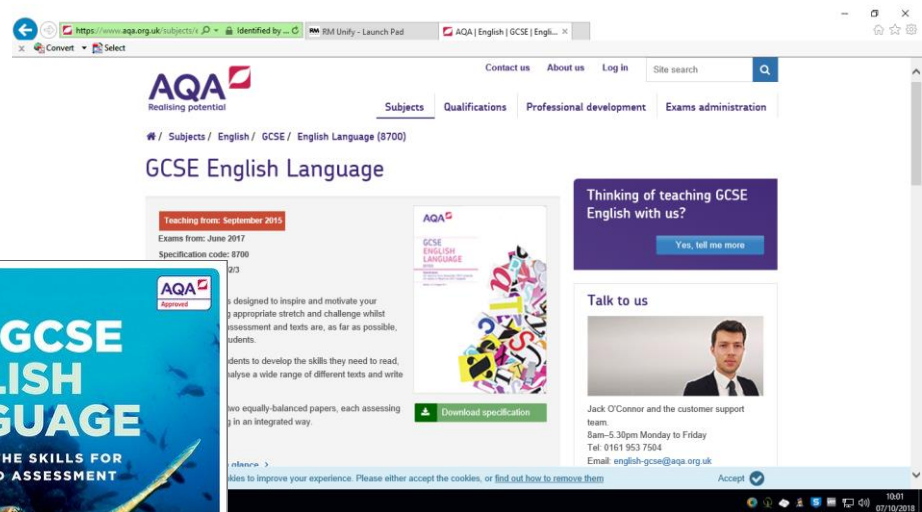 https://www.aqa.org.uk/subjects/
Identified by ...
RM Unify - Launch Pad
AQA | English | GCSE | Engli...
Convert
Select
AQA
Realising potential
Contact us
About us
Log in
Site search
Subjects
Qualifications
Professional development
Exams administration
/ Subjects / English / GCSE / English Language (8700)
GCSE English Language
Teaching from: September 2015
Exams from: June 2017
Specification code: 8700
2/3
designed to inspire and motivate your
appropriate stretch and challenge whilst
assessment and texts are, as far as possible,
dents to develop the skills they need to read,
alyse a wide range of different texts and write
two equally-balanced papers, each assessing
in an integrated way.
glance >
AQA
GCSE
ENGLISH
LANGUAGE
Download specification
Thinking of teaching GCSE
English with us?
Yes, tell me more
Talk to us
Jack O'Connor and the customer support
team.
8am–5.30pm Monday to Friday
Tel: 0161 953 7504
Email: english-gcse@aqa.org.uk
kies to improve your experience. Please either accept the cookies, or find out how to remove them
Accept
10:01
07/10/2018
AQA
Approved
GCSE
LISH
GUAGE
HE SKILLS FOR
ASSESSMENT